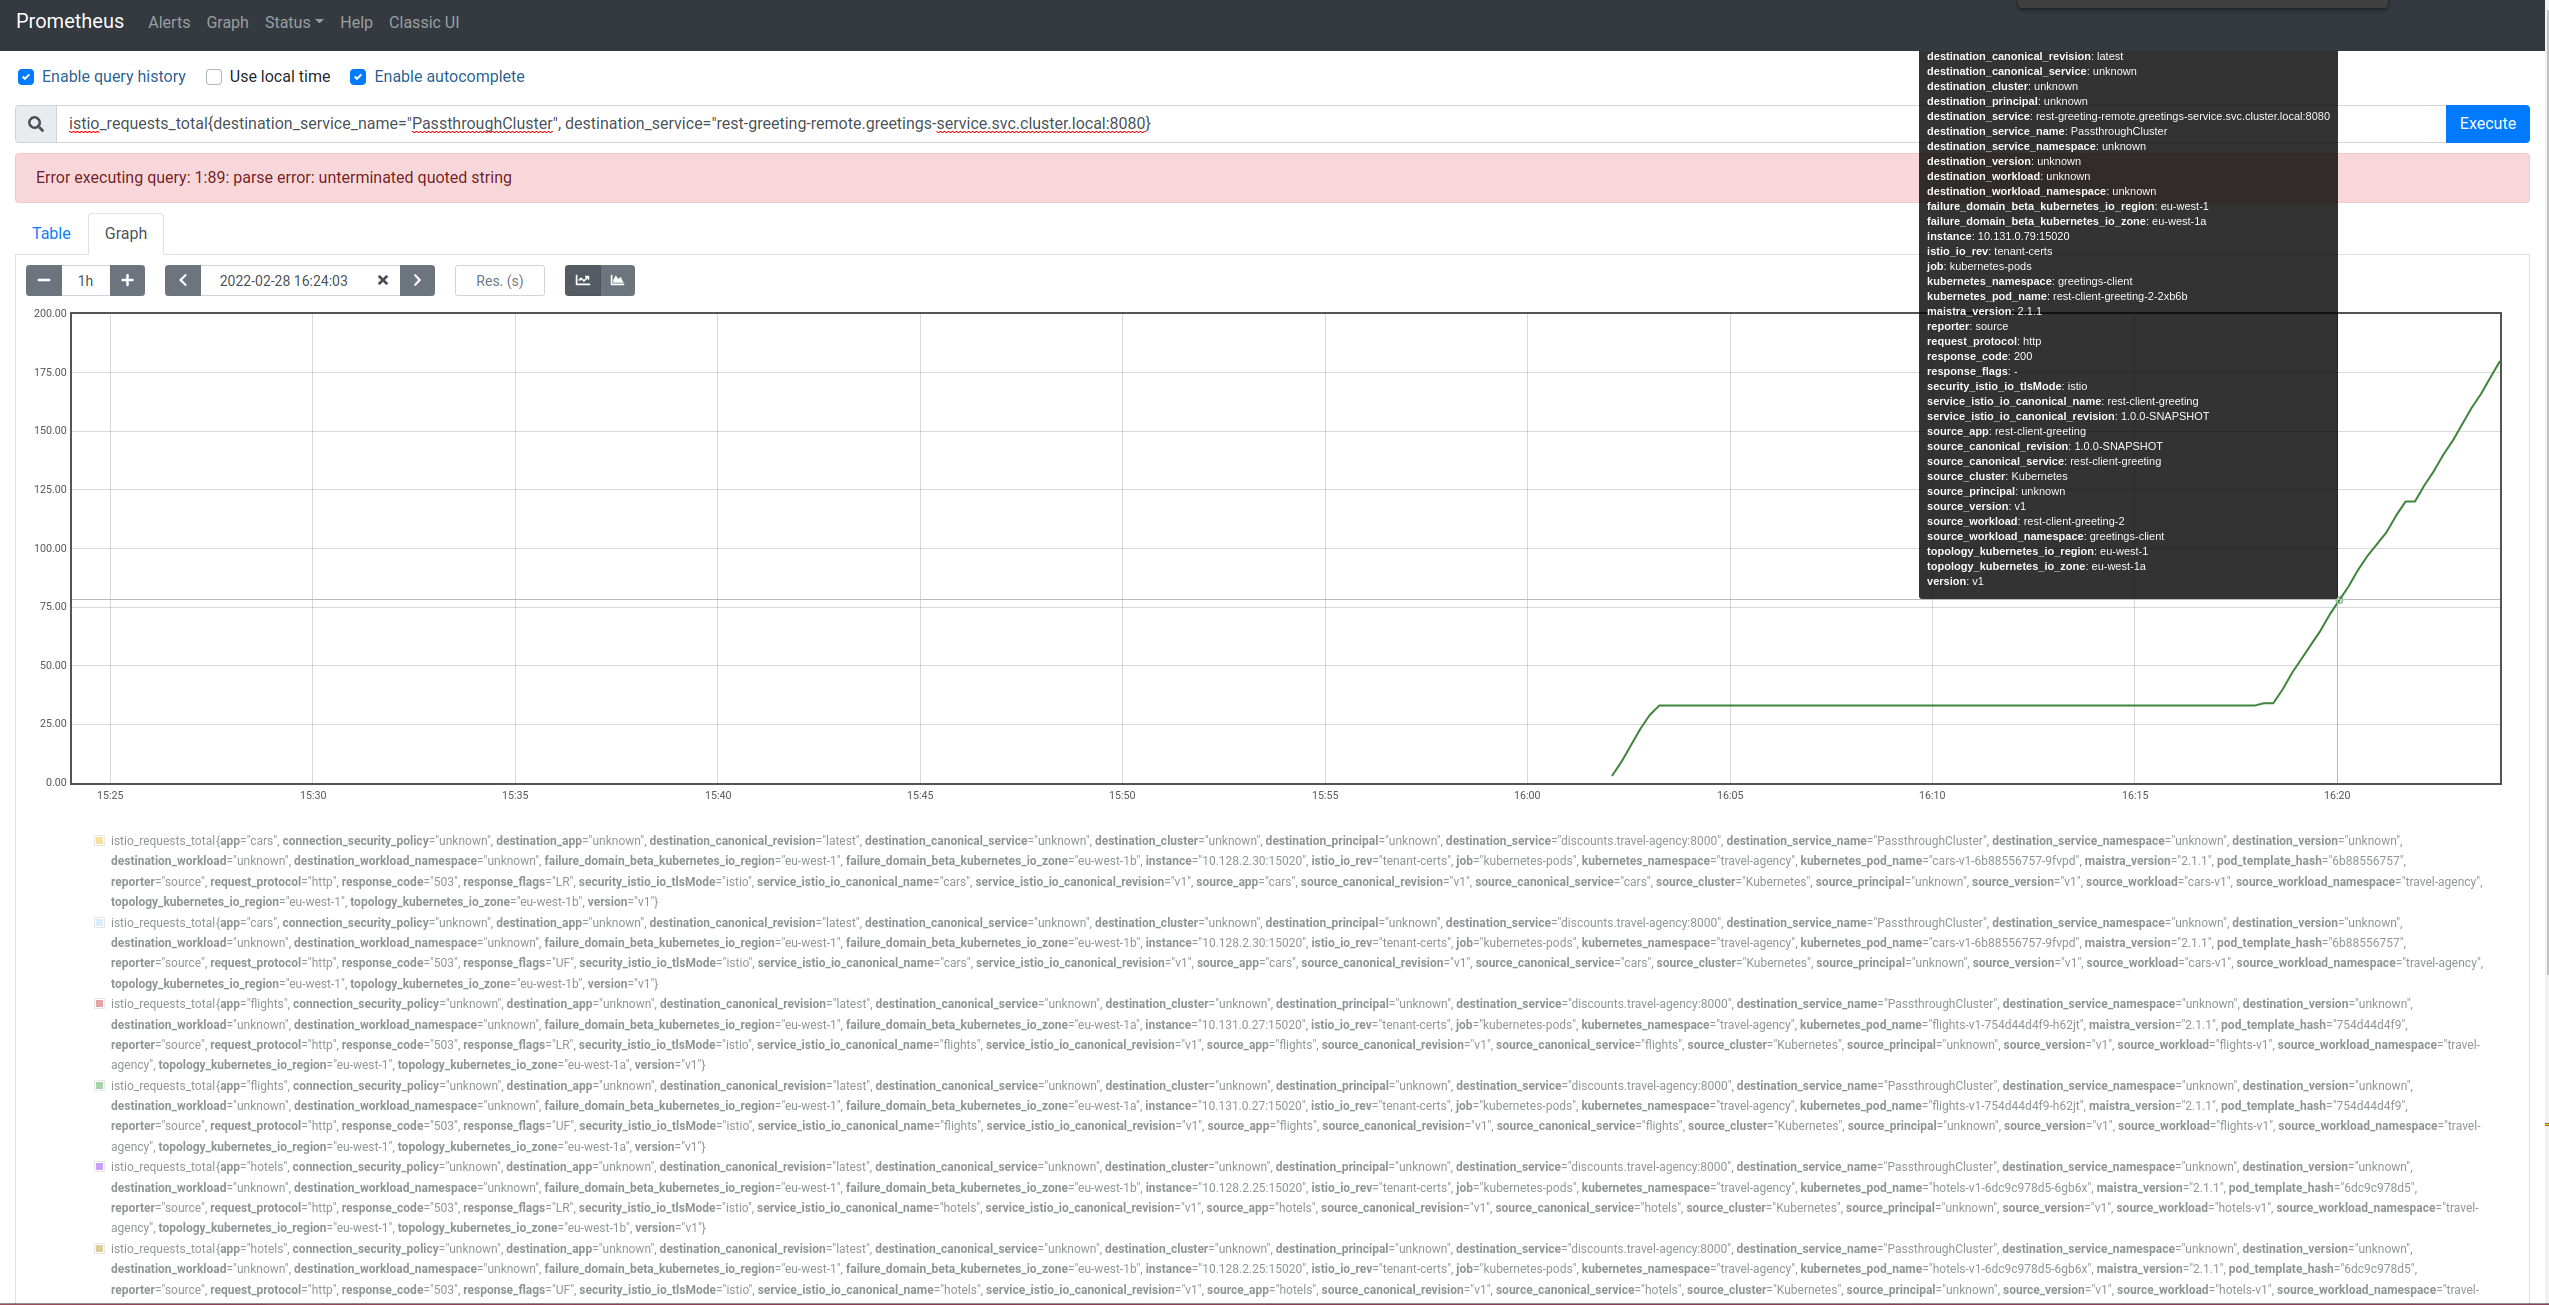 Prometheus Alerts Graph Status Help Classic UI
Enable query history Use local time Enable autocomplete
istio_requests_total{destination_service_name="PassthroughCluster", destination_service="rest-greeting-remote.greetings-service.svc.cluster.local:8080}
Execute
Error executing query: 1:89: parse error: unterminated quoted string
Table Graph
1h 2022-02-28 16:24:03 Res. (s)
destination_canonical_revision: latest
destination_canonical_service: unknown
destination_cluster: unknown
destination_principal: unknown
destination_service: rest-greeting-remote.greetings-service.svc.cluster.local:8080
destination_service_name: PassthroughCluster
destination_service_namespace: unknown
destination_version: unknown
destination_workload: unknown
destination_workload_namespace: unknown
failure_domain_beta_kubernetes_io_region: eu-west-1
failure_domain_beta_kubernetes_io_zone: eu-west-1a
instance: 10.131.0.79:15020
istio_io_rev: tenant-certs
job: kubernetes-pods
kubernetes_namespace: greetings-client
kubernetes_pod_name: rest-client-greeting-2-2xb6b
maistra_version: 2.1.1
reporter: source
request_protocol: http
response_code: 200
response_flags: -
security_istio_io_tlsMode: istio
service_istio_io_canonical_name: rest-client-greeting
service_istio_io_canonical_revision: 1.0.0-SNAPSHOT
source_app: rest-client-greeting
source_canonical_revision: 1.0.0-SNAPSHOT
source_canonical_service: rest-client-greeting
source_cluster: Kubernetes
source_principal: unknown
source_version: v1
source_workload: rest-client-greeting-2
source_workload_namespace: greetings-client
topology_kubernetes_io_region: eu-west-1
topology_kubernetes_io_zone: eu-west-1a
version: v1
200.00
175.00
150.00
125.00
100.00
75.00
50.00
25.00
0.00
15:25 15:30 15:35 15:40 15:45 15:50 15:55 16:00 16:05 16:10 16:15 16:20
istio_requests_total{app="cars", connection_security_policy="unknown", destination_app="unknown", destination_canonical_revision="latest", destination_canonical_service="unknown", destination_cluster="unknown", destination_principal="unknown", destination_service="discounts.travel-agency:8000", destination_service_name="PassthroughCluster", destination_service_namespace="unknown", destination_version="unknown",
destination_workload="unknown", destination_workload_namespace="unknown", failure_domain_beta_kubernetes_io_region="eu-west-1", failure_domain_beta_kubernetes_io_zone="eu-west-1b", instance="10.128.2.30:15020", istio_io_rev="tenant-certs", job="kubernetes-pods", kubernetes_namespace="travel-agency", kubernetes_pod_name="cars-v1-6b88556757-9fvpd", maistra_version="2.1.1", pod_template_hash="6b88556757",
reporter="source", request_protocol="http", response_code="503", response_flags="LR", security_istio_io_tlsMode="istio", service_istio_io_canonical_name="cars", service_istio_io_canonical_revision="v1", source_app="cars", source_canonical_revision="v1", source_canonical_service="cars", source_cluster="Kubernetes", source_principal="unknown", source_version="v1", source_workload="cars-v1", source_workload_namespace="travel-agency",
topology_kubernetes_io_region="eu-west-1", topology_kubernetes_io_zone="eu-west-1b", version="v1"}
istio_requests_total{app="cars", connection_security_policy="unknown", destination_app="unknown", destination_canonical_revision="latest", destination_canonical_service="unknown", destination_cluster="unknown", destination_principal="unknown", destination_service="discounts.travel-agency:8000", destination_service_name="PassthroughCluster", destination_service_namespace="unknown", destination_version="unknown",
destination_workload="unknown", destination_workload_namespace="unknown", failure_domain_beta_kubernetes_io_region="eu-west-1", failure_domain_beta_kubernetes_io_zone="eu-west-1b", instance="10.128.2.30:15020", istio_io_rev="tenant-certs", job="kubernetes-pods", kubernetes_namespace="travel-agency", kubernetes_pod_name="cars-v1-6b88556757-9fvpd", maistra_version="2.1.1", pod_template_hash="6b88556757",
reporter="source", request_protocol="http", response_code="503", response_flags="UF", security_istio_io_tlsMode="istio", service_istio_io_canonical_name="cars", service_istio_io_canonical_revision="v1", source_app="cars", source_canonical_revision="v1", source_canonical_service="cars", source_cluster="Kubernetes", source_principal="unknown", source_version="v1", source_workload="cars-v1", source_workload_namespace="travel-agency",
topology_kubernetes_io_region="eu-west-1", topology_kubernetes_io_zone="eu-west-1b", version="v1"}
istio_requests_total{app="flights", connection_security_policy="unknown", destination_app="unknown", destination_canonical_revision="latest", destination_canonical_service="unknown", destination_cluster="unknown", destination_principal="unknown", destination_service="discounts.travel-agency:8000", destination_service_name="PassthroughCluster", destination_service_namespace="unknown", destination_version="unknown",
destination_workload="unknown", destination_workload_namespace="unknown", failure_domain_beta_kubernetes_io_region="eu-west-1", failure_domain_beta_kubernetes_io_zone="eu-west-1a", instance="10.131.0.27:15020", istio_io_rev="tenant-certs", job="kubernetes-pods", kubernetes_namespace="travel-agency", kubernetes_pod_name="flights-v1-754d44d4f9-h62jt", maistra_version="2.1.1", pod_template_hash="754d44d4f9",
reporter="source", request_protocol="http", response_code="503", response_flags="LR", security_istio_io_tlsMode="istio", service_istio_io_canonical_name="flights", service_istio_io_canonical_revision="v1", source_app="flights", source_canonical_revision="v1", source_canonical_service="flights", source_cluster="Kubernetes", source_principal="unknown", source_version="v1", source_workload="flights-v1", source_workload_namespace="travel-
agency", topology_kubernetes_io_region="eu-west-1", topology_kubernetes_io_zone="eu-west-1a", version="v1"}
istio_requests_total{app="flights", connection_security_policy="unknown", destination_app="unknown", destination_canonical_revision="latest", destination_canonical_service="unknown", destination_cluster="unknown", destination_principal="unknown", destination_service="discounts.travel-agency:8000", destination_service_name="PassthroughCluster", destination_service_namespace="unknown", destination_version="unknown",
destination_workload="unknown", destination_workload_namespace="unknown", failure_domain_beta_kubernetes_io_region="eu-west-1", failure_domain_beta_kubernetes_io_zone="eu-west-1a", instance="10.131.0.27:15020", istio_io_rev="tenant-certs", job="kubernetes-pods", kubernetes_namespace="travel-agency", kubernetes_pod_name="flights-v1-754d44d4f9-h62jt", maistra_version="2.1.1", pod_template_hash="754d44d4f9",
reporter="source", request_protocol="http", response_code="503", response_flags="UF", security_istio_io_tlsMode="istio", service_istio_io_canonical_name="flights", service_istio_io_canonical_revision="v1", source_app="flights", source_canonical_revision="v1", source_canonical_service="flights", source_cluster="Kubernetes", source_principal="unknown", source_version="v1", source_workload="flights-v1", source_workload_namespace="travel-
agency", topology_kubernetes_io_region="eu-west-1", topology_kubernetes_io_zone="eu-west-1a", version="v1"}
istio_requests_total{app="hotels", connection_security_policy="unknown", destination_app="unknown", destination_canonical_revision="latest", destination_canonical_service="unknown", destination_cluster="unknown", destination_principal="unknown", destination_service="discounts.travel-agency:8000", destination_service_name="PassthroughCluster", destination_service_namespace="unknown", destination_version="unknown",
destination_workload="unknown", destination_workload_namespace="unknown", failure_domain_beta_kubernetes_io_region="eu-west-1", failure_domain_beta_kubernetes_io_zone="eu-west-1b", instance="10.128.2.25:15020", istio_io_rev="tenant-certs", job="kubernetes-pods", kubernetes_namespace="travel-agency", kubernetes_pod_name="hotels-v1-6dc9c978d5-6gb6x", maistra_version="2.1.1", pod_template_hash="6dc9c978d5",
reporter="source", request_protocol="http", response_code="503", response_flags="LR", security_istio_io_tlsMode="istio", service_istio_io_canonical_name="hotels", service_istio_io_canonical_revision="v1", source_app="hotels", source_canonical_revision="v1", source_canonical_service="hotels", source_cluster="Kubernetes", source_principal="unknown", source_version="v1", source_workload="hotels-v1", source_workload_namespace="travel-
agency", topology_kubernetes_io_region="eu-west-1", topology_kubernetes_io_zone="eu-west-1b", version="v1"}
istio_requests_total{app="hotels", connection_security_policy="unknown", destination_app="unknown", destination_canonical_revision="latest", destination_canonical_service="unknown", destination_cluster="unknown", destination_principal="unknown", destination_service="discounts.travel-agency:8000", destination_service_name="PassthroughCluster", destination_service_namespace="unknown", destination_version="unknown",
destination_workload="unknown", destination_workload_namespace="unknown", failure_domain_beta_kubernetes_io_region="eu-west-1", failure_domain_beta_kubernetes_io_zone="eu-west-1b", instance="10.128.2.25:15020", istio_io_rev="tenant-certs", job="kubernetes-pods", kubernetes_namespace="travel-agency", kubernetes_pod_name="hotels-v1-6dc9c978d5-6gb6x", maistra_version="2.1.1", pod_template_hash="6dc9c978d5",
reporter="source", request_protocol="http", response_code="503", response_flags="UF", security_istio_io_tlsMode="istio", service_istio_io_canonical_name="hotels", service_istio_io_canonical_revision="v1", source_app="hotels", source_canonical_revision="v1", source_canonical_service="hotels", source_cluster="Kubernetes", source_principal="unknown", source_version="v1", source_workload="hotels-v1", source_workload_namespace="travel-